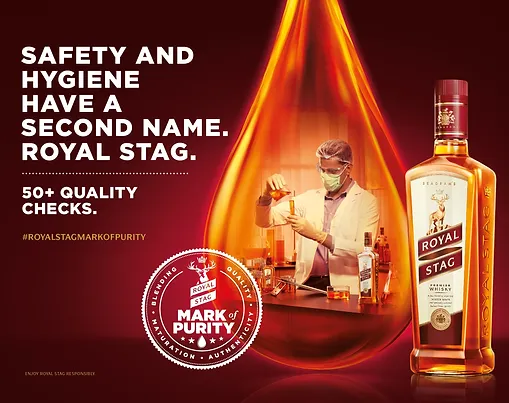 SAFETY AND
HYGIENE
HAVE A
SECOND NAME.
ROYAL STAG.
50+ QUALITY
CHECKS.
#ROYALSTAGMARKOFPURITY
BLENDING
QUALITY
ROYAL
STAG
MARK of
PURITY
MATURATION • AUTHENTICITY
ENJOY ROYAL STAG RESPONSIBLY
ROYAL
STAG
WHISKY
ROYAL STAG